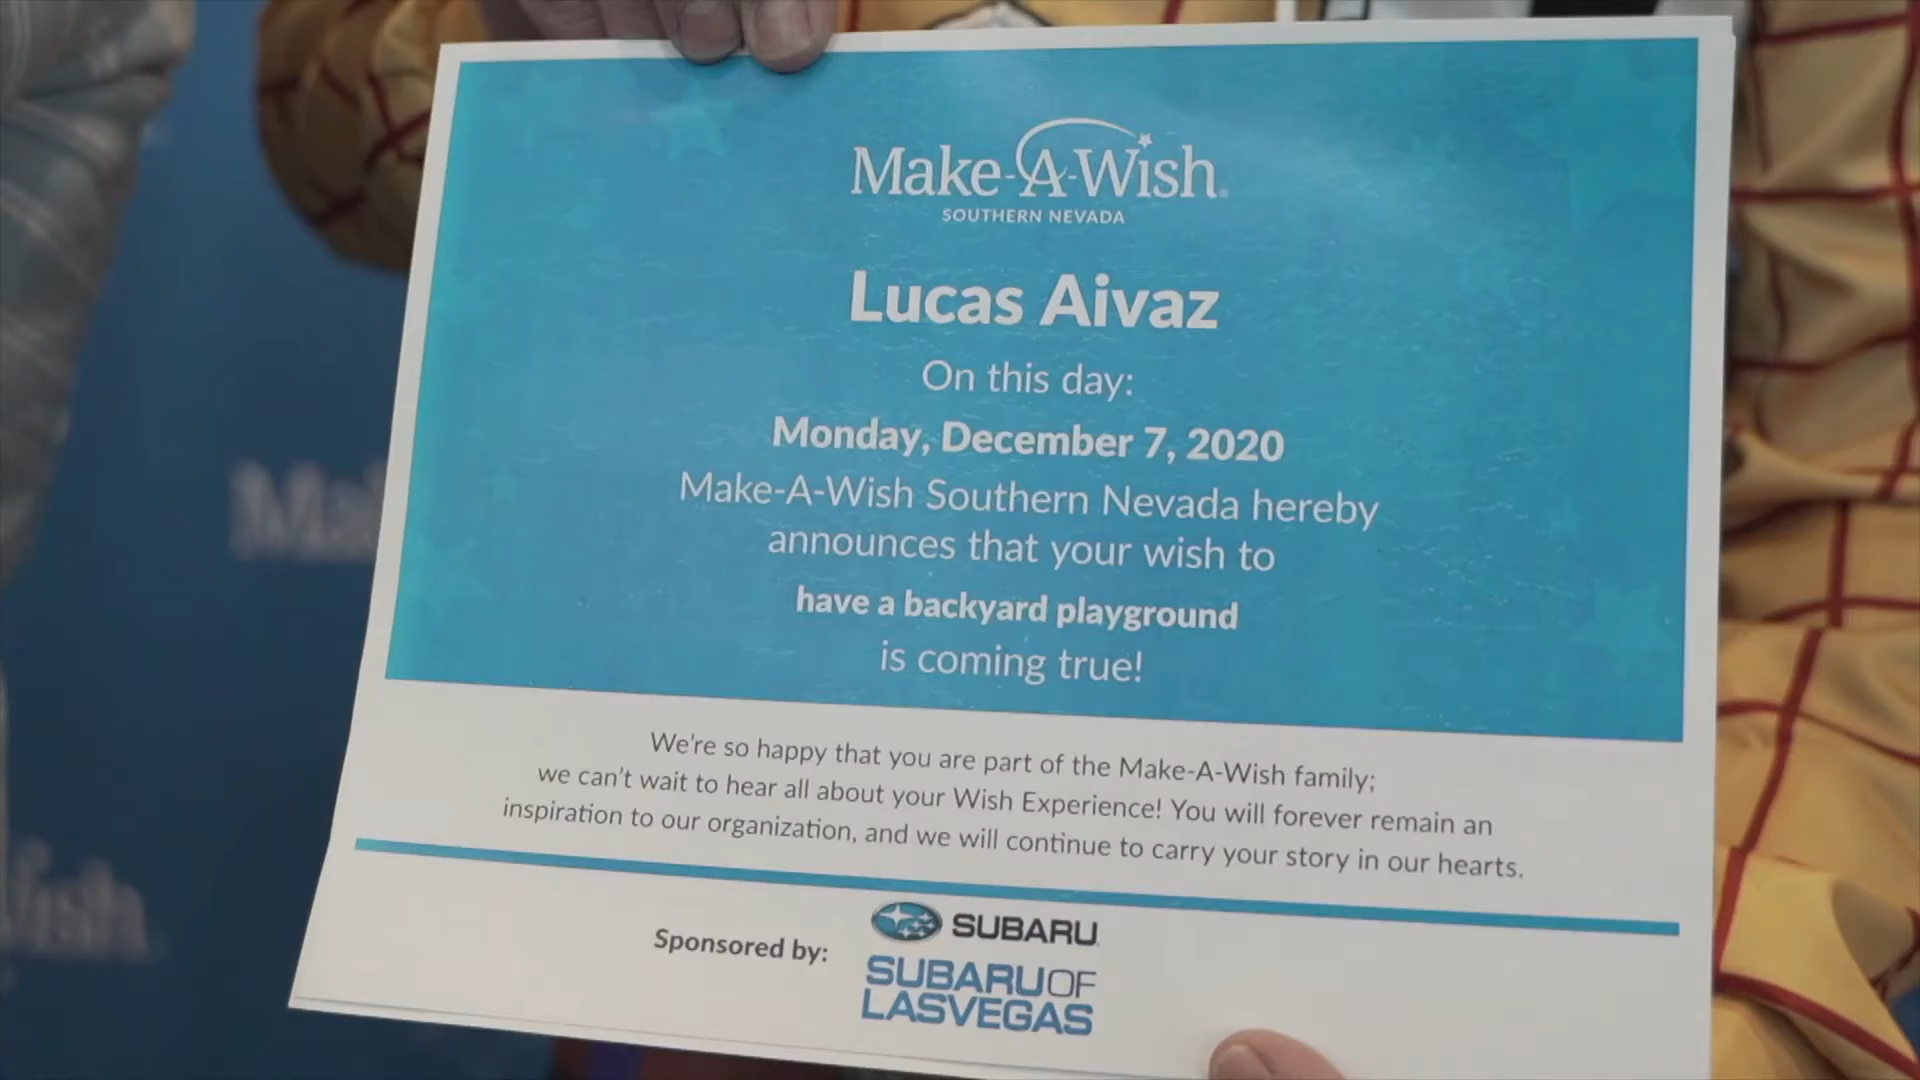 Make-A-Wish®
SOUTHERN NEVADA
Lucas Aivaz
On this day:
Monday, December 7, 2020
Make-A-Wish Southern Nevada hereby
announces that your wish to
have a backyard playground
is coming true!
We're so happy that you are part of the Make-A-Wish family;
we can't wait to hear all about your Wish Experience! You will forever remain an
inspiration to our organization, and we will continue to carry your story in our hearts.
Sponsored by:
SUBARU
SUBARU OF
LAS VEGAS
Mak
ish